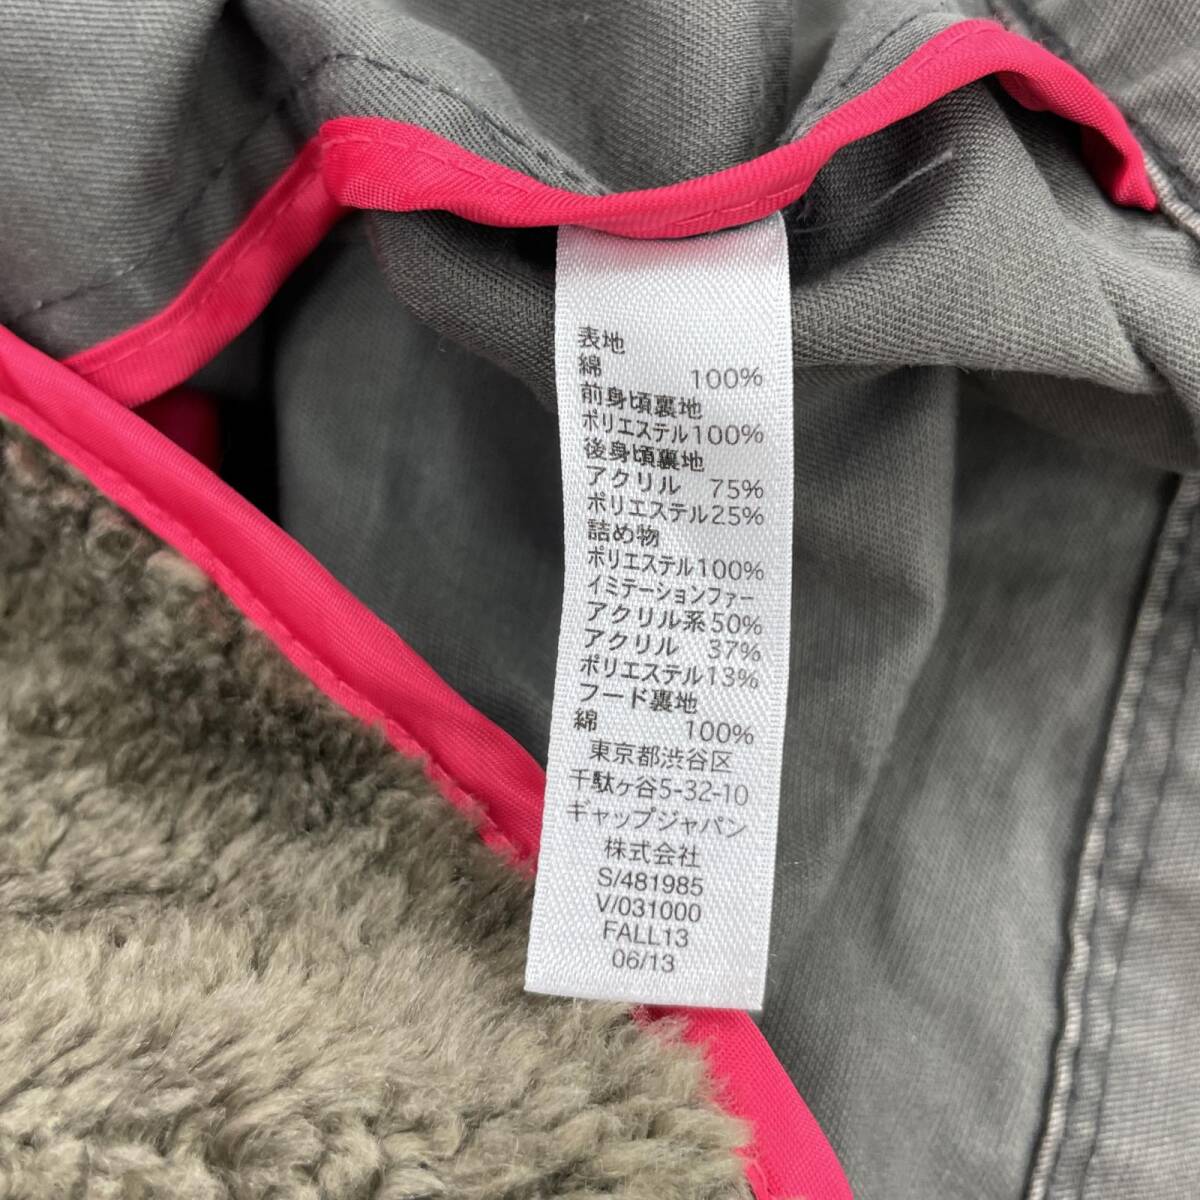 表地
綿 100%
前身頃裏地
ポリエステル100%
後身頃裏地
アクリル 75%
ポリエステル25%
詰め物
ポリエステル100%
イミテーションファー
アクリル系50%
アクリル 37%
ポリエステル13%
フード裏地
綿 100%
東京都渋谷区
千駄ヶ谷5-32-10
ギャップジャパン
株式会社
S/481985
V/031000
FALL13
06/13